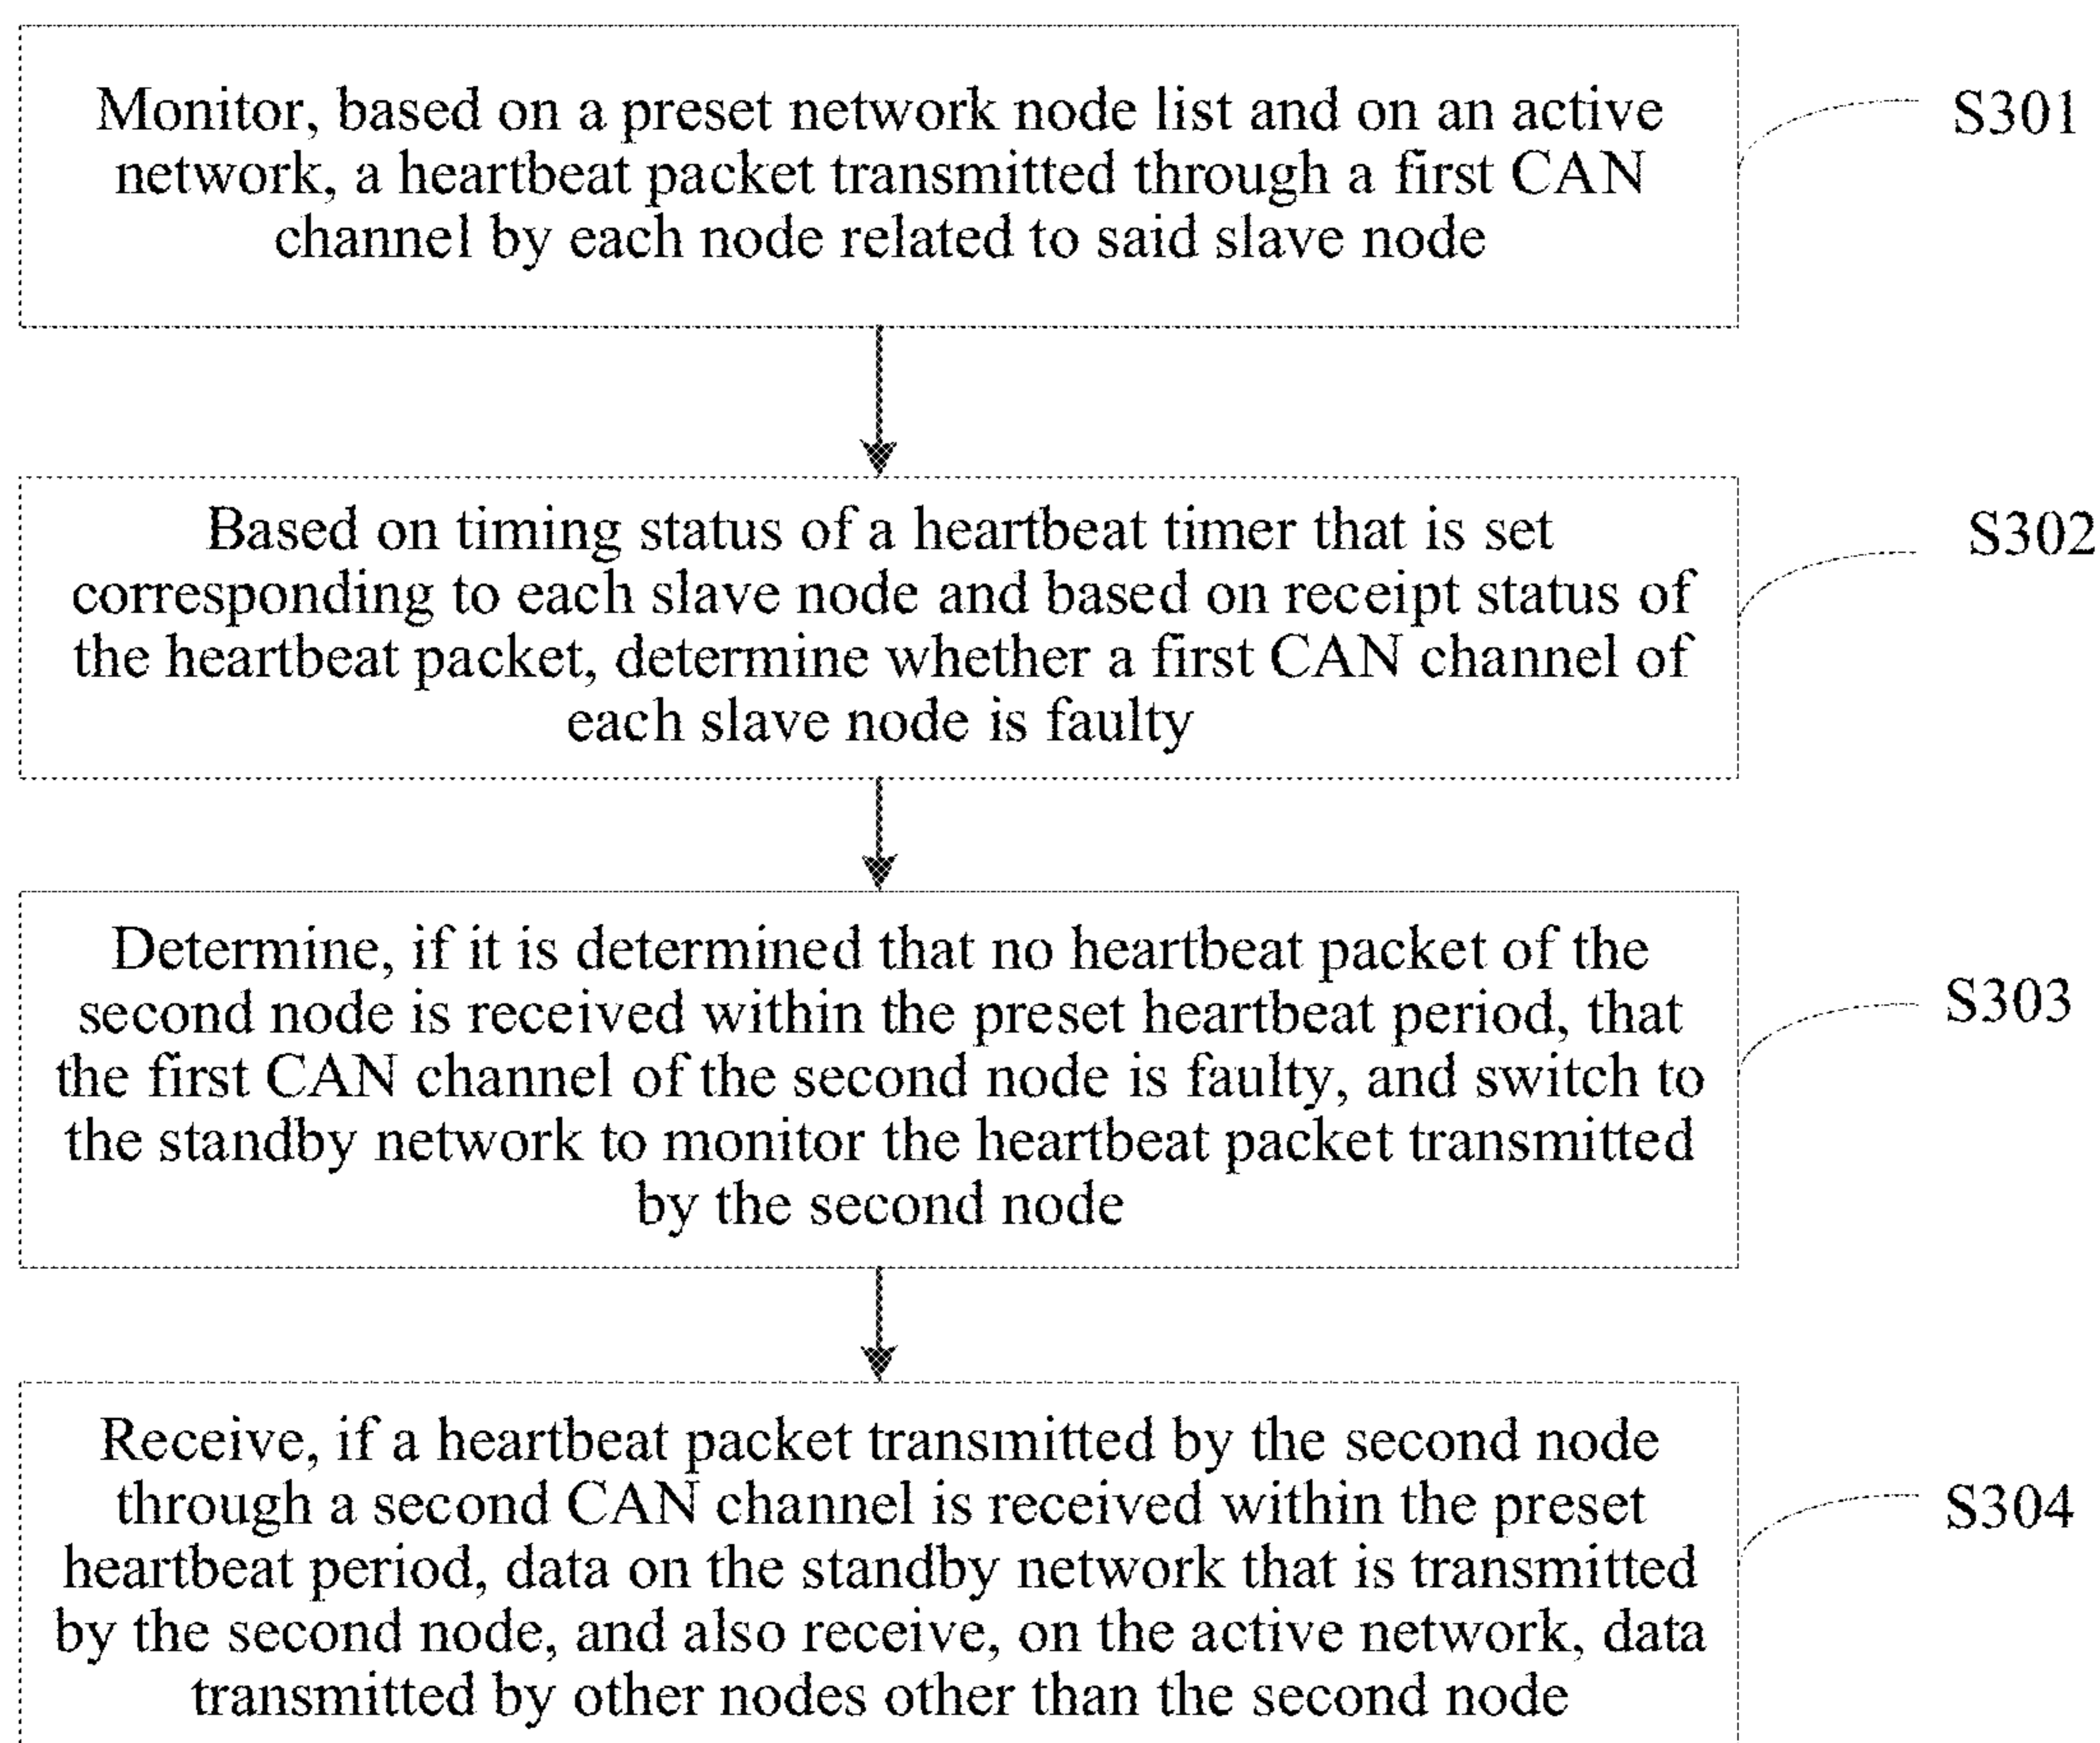 Monitor, based on a preset network node list and on an active
network, a heartbeat packet transmitted through a first CAN
channel by each node related to said slave node
S301
Based on timing status of a heartbeat timer that is set
corresponding to each slave node and based on receipt status of
the heartbeat packet, determine whether a first CAN channel of
each slave node is faulty
S302
Determine, if it is determined that no heartbeat packet of the
second node is received within the preset heartbeat period, that
the first CAN channel of the second node is faulty, and switch to
the standby network to monitor the heartbeat packet transmitted
by the second node
S303
Receive, if a heartbeat packet transmitted by the second node
through a second CAN channel is received within the preset
heartbeat period, data on the standby network that is transmitted
by the second node, and also receive, on the active network, data
transmitted by other nodes other than the second node
S304